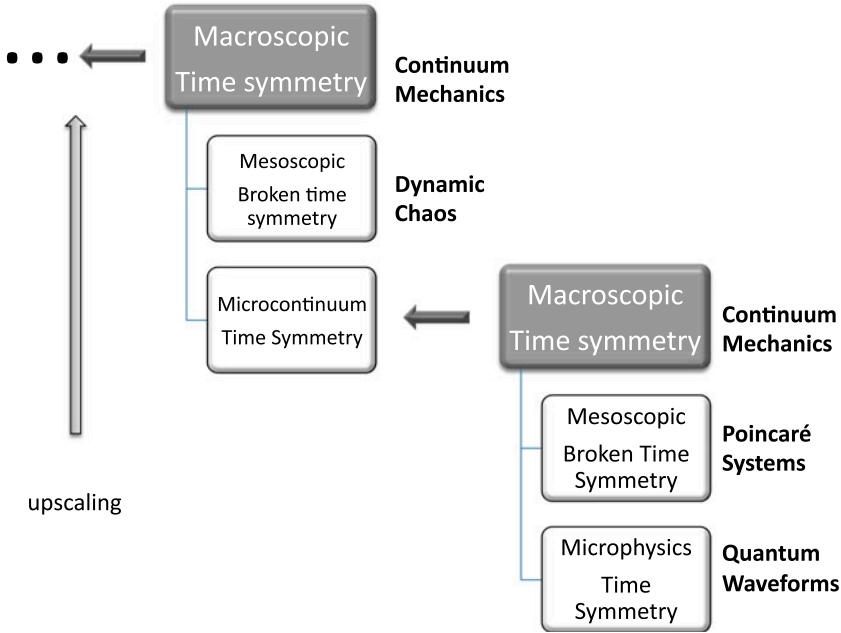 • • •
Macroscopic
Time symmetry
Continuum
Mechanics
Mesoscopic
Broken time
symmetry
Dynamic
Chaos
Microcontinuum
Time Symmetry
Macroscopic
Time symmetry
Continuum
Mechanics
Mesoscopic
Broken Time
Symmetry
Poincaré
Systems
upscaling
Microphysics
Time
Symmetry
Quantum
Waveforms